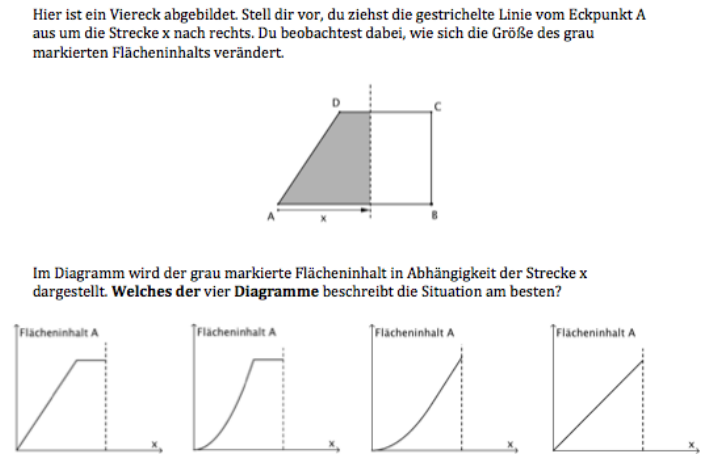 Hier ist ein Viereck abgebildet. Stell dir vor, du ziehst die gestrichelte Linie vom Eckpunkt A
aus um die Strecke x nach rechts. Du beobachtest dabei, wie sich die Größe des grau
markierten Flächeninhalts verändert.
D
C
A
x
B
Im Diagramm wird der grau markierte Flächeninhalt in Abhängigkeit der Strecke x
dargestellt. Welches der vier Diagramme beschreibt die Situation am besten?
Flächeninhalt A
Flächeninhalt A
Flächeninhalt A
Flächeninhalt A
x
x
x
x